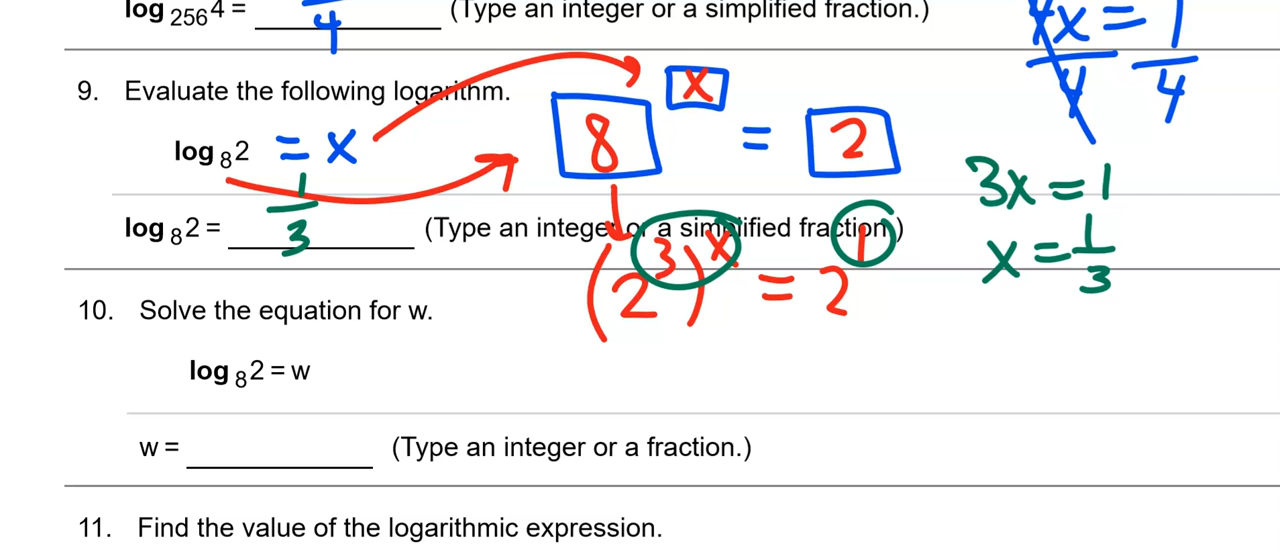 log 256 4 = 1/4 (Type an integer or a simplified fraction.)
4x = 1
4 4
9. Evaluate the following logarithm.
log 8 2 = x
8 x = 2
3x = 1
log 8 2 = 1/3 (Type an integer or a simplified fraction.)
x = 1/3
(2 3) x = 2 1
10. Solve the equation for w.
log 8 2 = w
w = (Type an integer or a fraction.)
11. Find the value of the logarithmic expression.